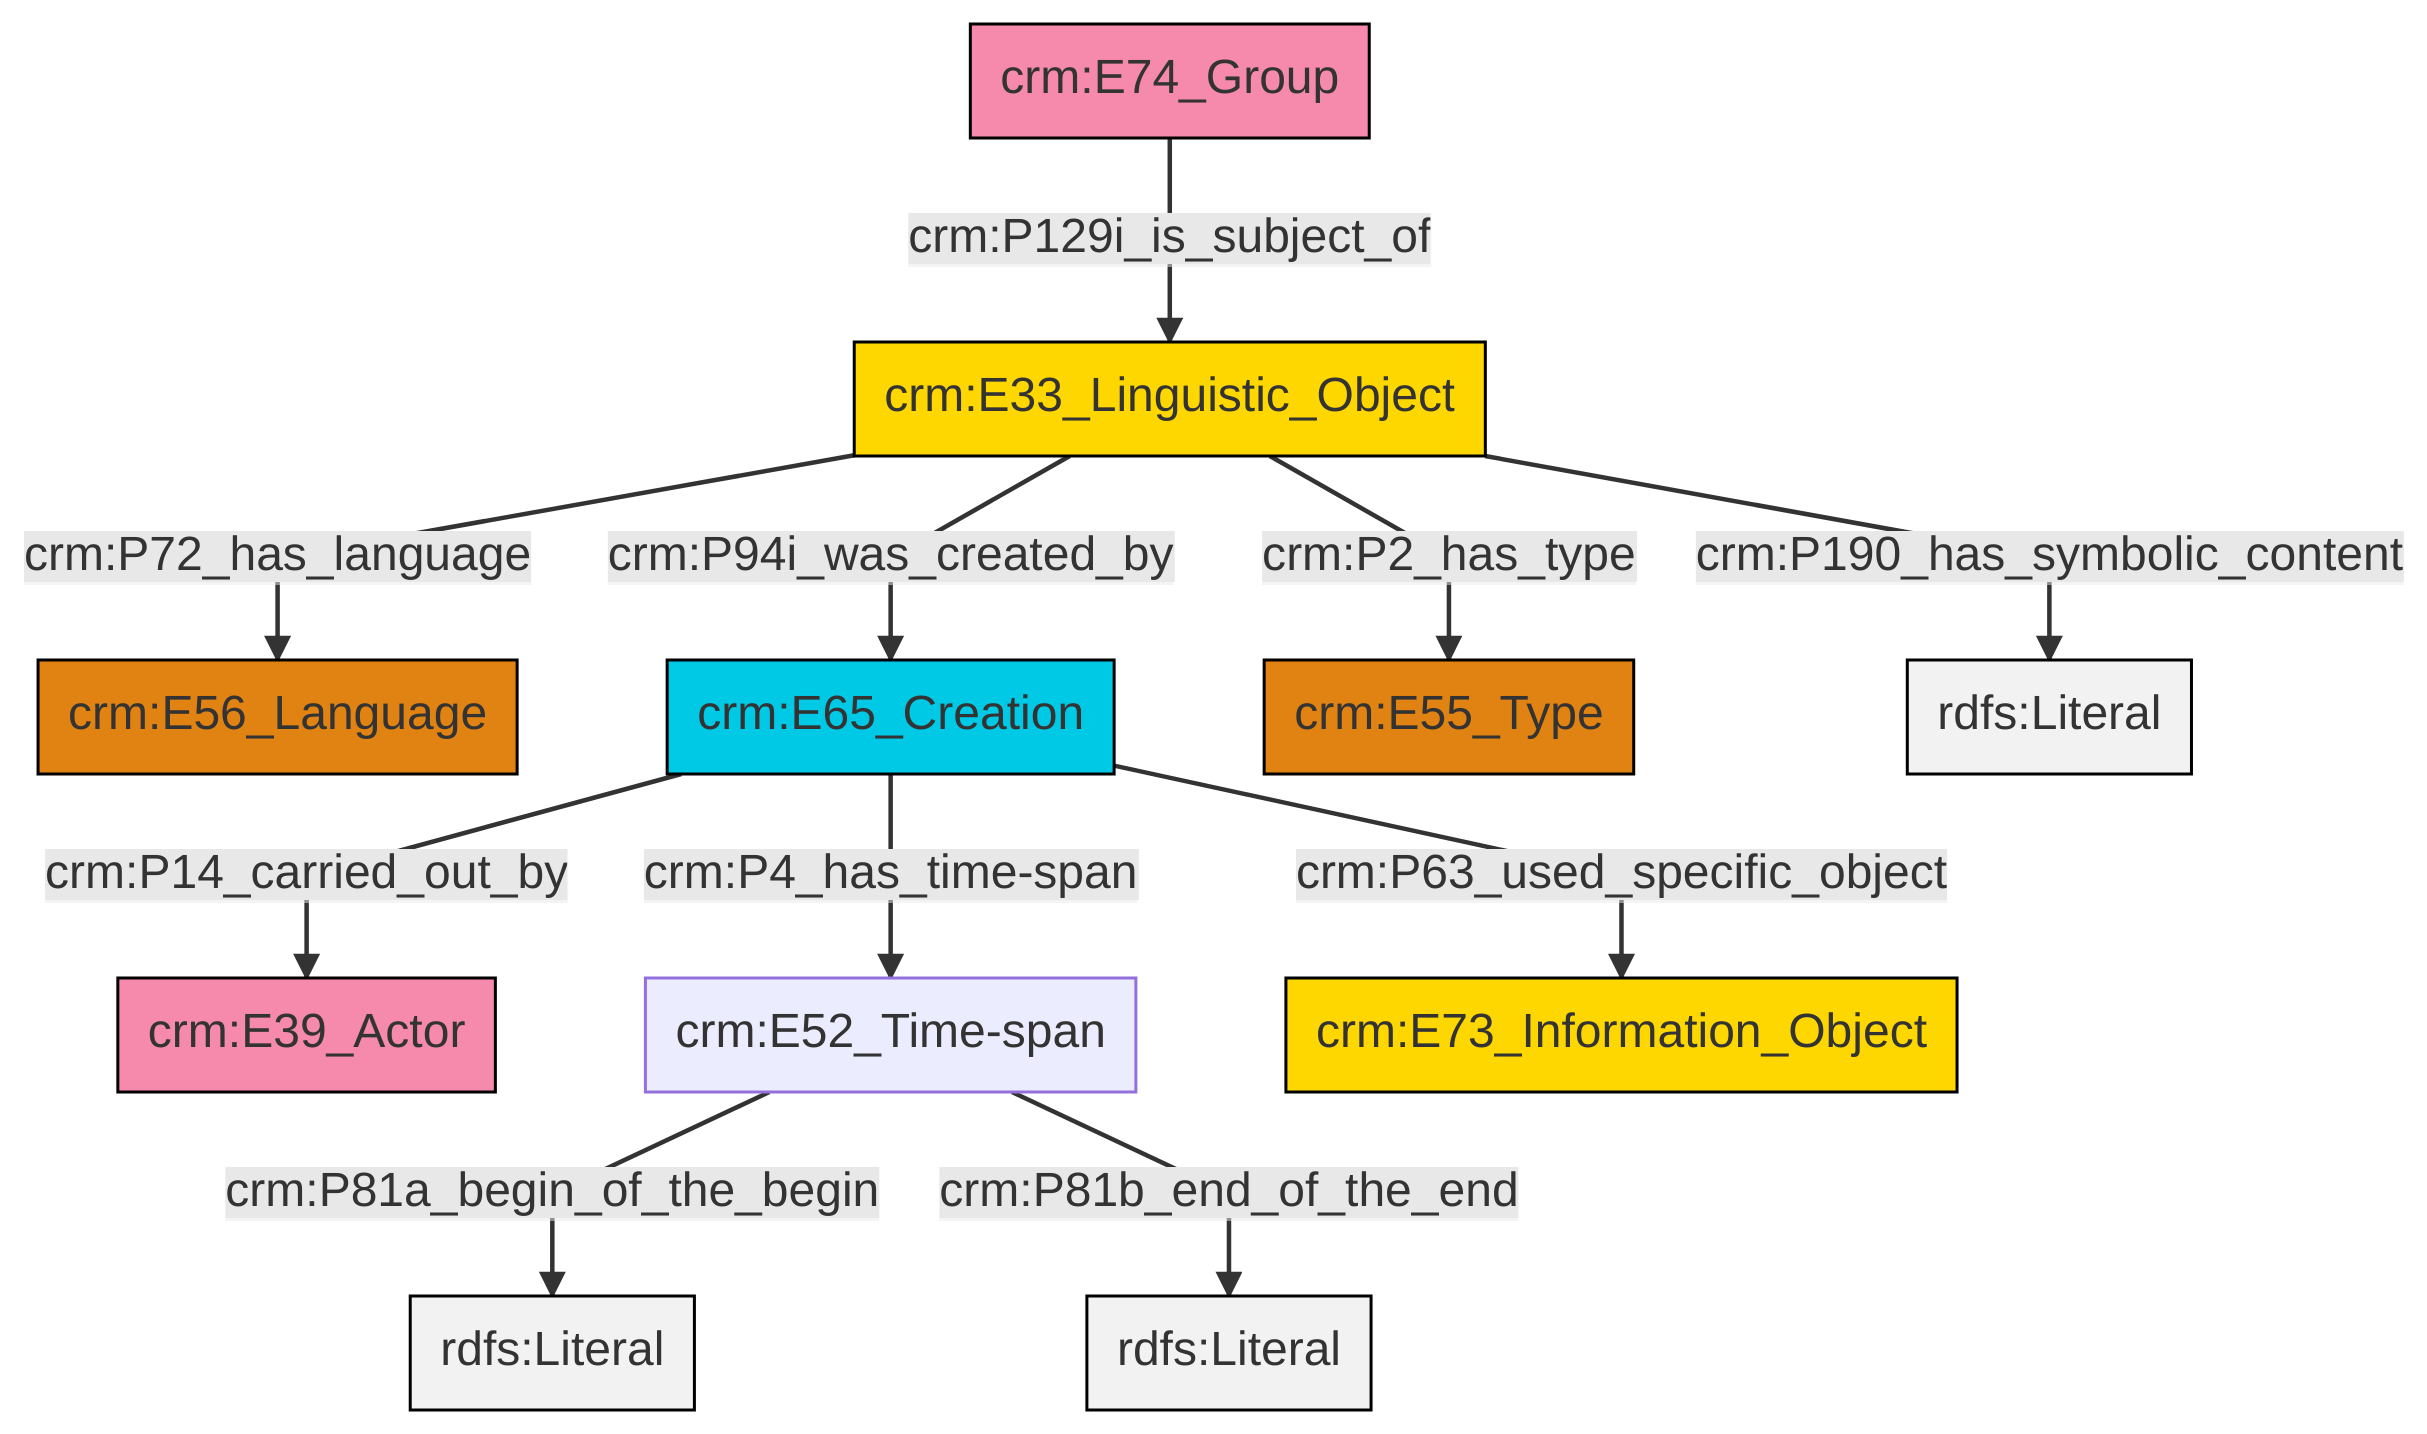 crm:E74_Group
crm:P129i_is_subject_of
crm:E33_Linguistic_Object
crm:P72_has_language
crm:P94i_was_created_by
crm:P2_has_type
crm:P190_has_symbolic_content
crm:E56_Language
crm:E65_Creation
crm:E55_Type
rdfs:Literal
crm:P14_carried_out_by
crm:P4_has_time-span
crm:P63_used_specific_object
crm:E39_Actor
crm:E52_Time-span
crm:E73_Information_Object
crm:P81a_begin_of_the_begin
crm:P81b_end_of_the_end
rdfs:Literal
rdfs:Literal